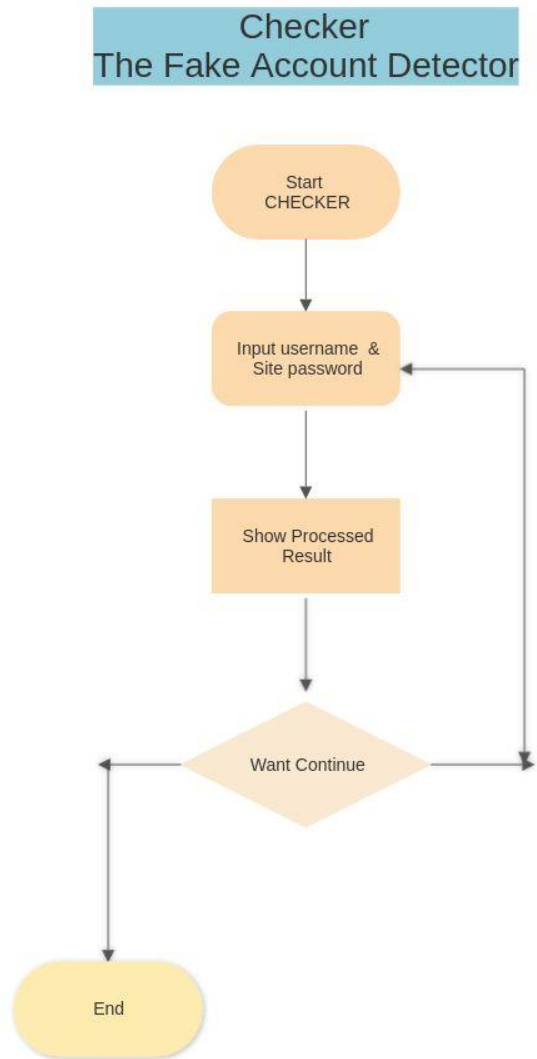 Checker
The Fake Account Detector
Start
CHECKER
Input username &
Site password
Show Processed
Result
Want Continue
End